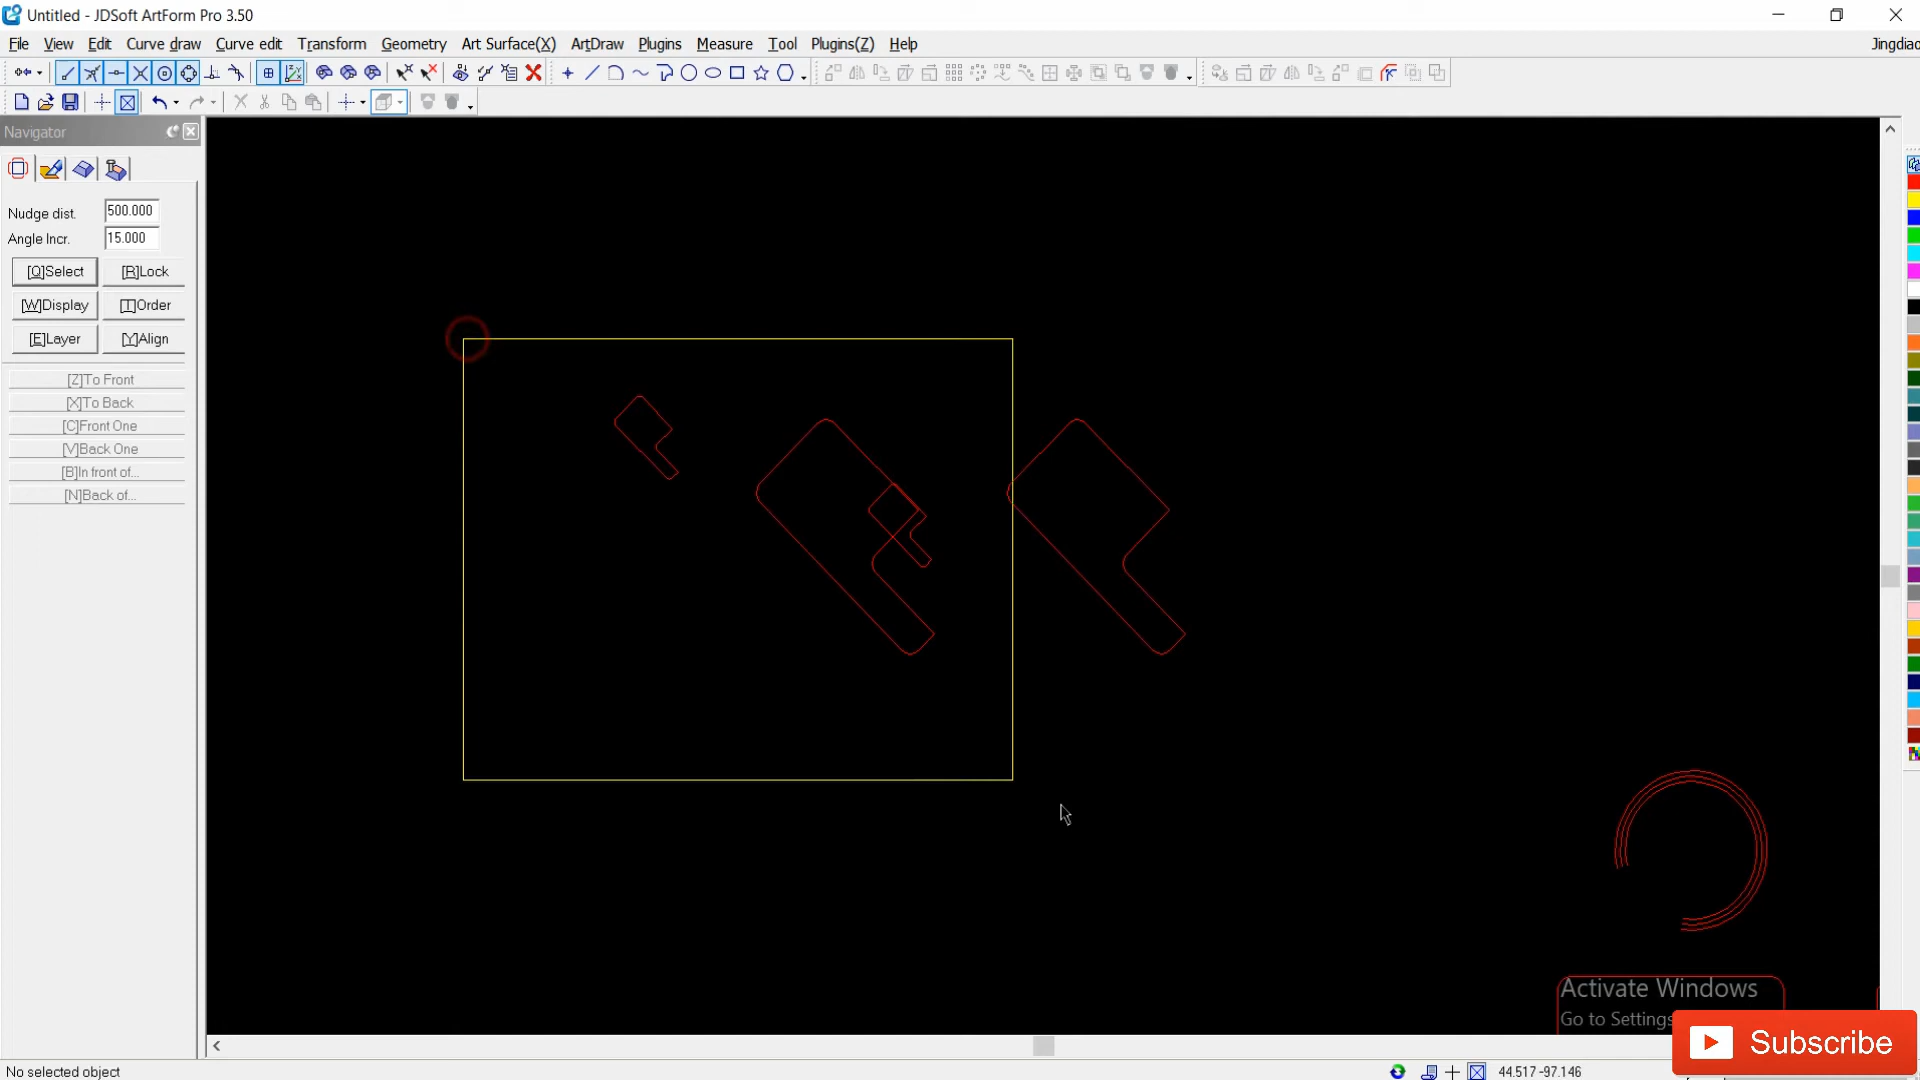 Untitled - JDSoft ArtForm Pro 3.50
File View Edit Curve draw Curve edit Transform Geometry Art Surface(X) ArtDraw Plugins Measure Tool Plugins(Z) Help Jingdiao
Navigator
Nudge dist. 500.000
Angle Incr. 15.000
[Q]Select [R]Lock
[W]Display [T]Order
[E]Layer [Y]Align
[Z]To Front
[X]To Back
[C]Front One
[V]Back One
[B]In front of...
[N]Back of...
Activate Windows
Go to Settings
Subscribe
No selected object 44.517 -97.146